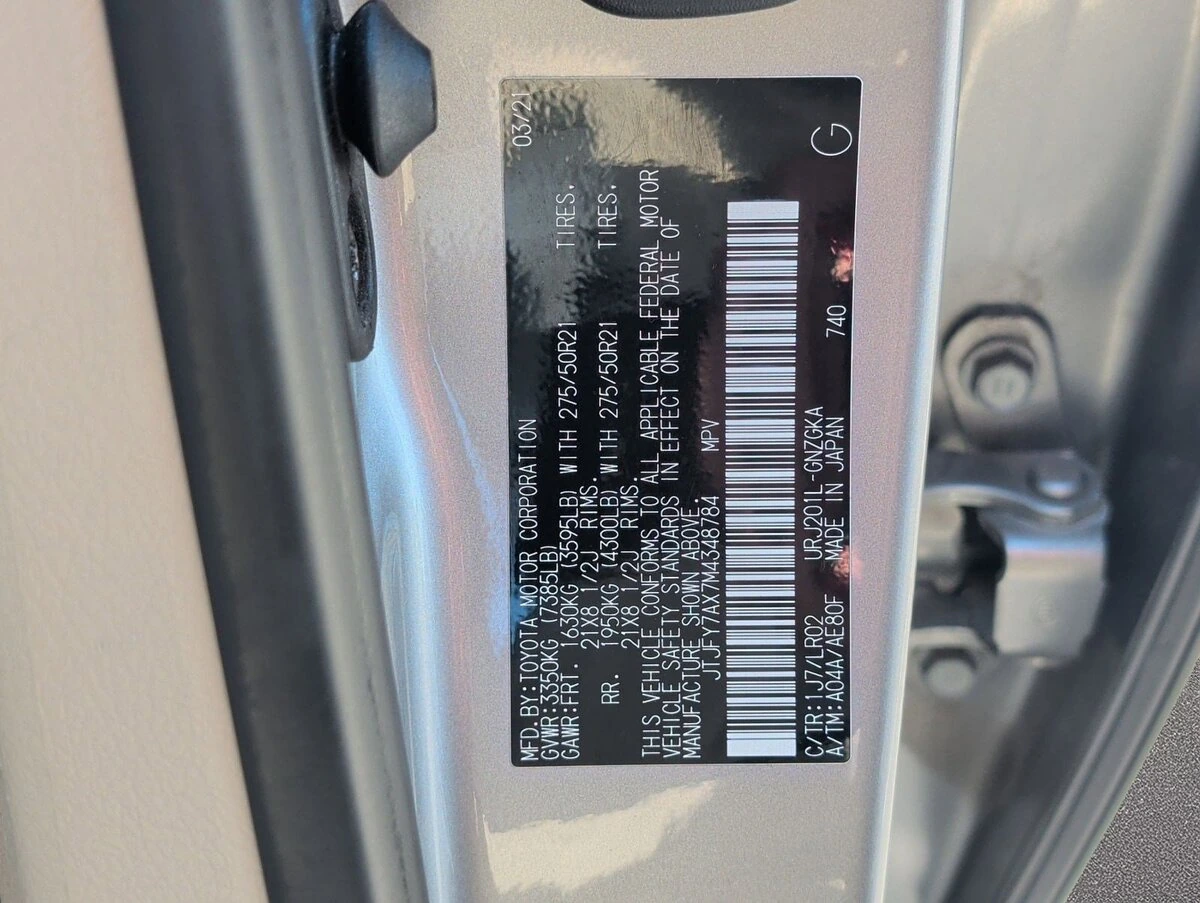 MFD.BY:TOYOTA MOTOR CORPORATION 03/21
GVWR:3350KG (7385LB)
GAWR:FRT. 1630KG (3595LB) WITH 275/50R21 TIRES.
21X8 1/2J RIMS.
RR. 1950KG (4300LB) WITH 275/50R21 TIRES.
21X8 1/2J RIMS.
THIS VEHICLE CONFORMS TO ALL APPLICABLE FEDERAL MOTOR
VEHICLE SAFETY STANDARDS IN EFFECT ON THE DATE OF
MANUFACTURE SHOWN ABOVE.
JTJFY7AX7M4348784 MPV
C/TR:1J7/LR02 URJ201L-GNZGKA
A/TM:A04A/AE80F MADE IN JAPAN 740 G